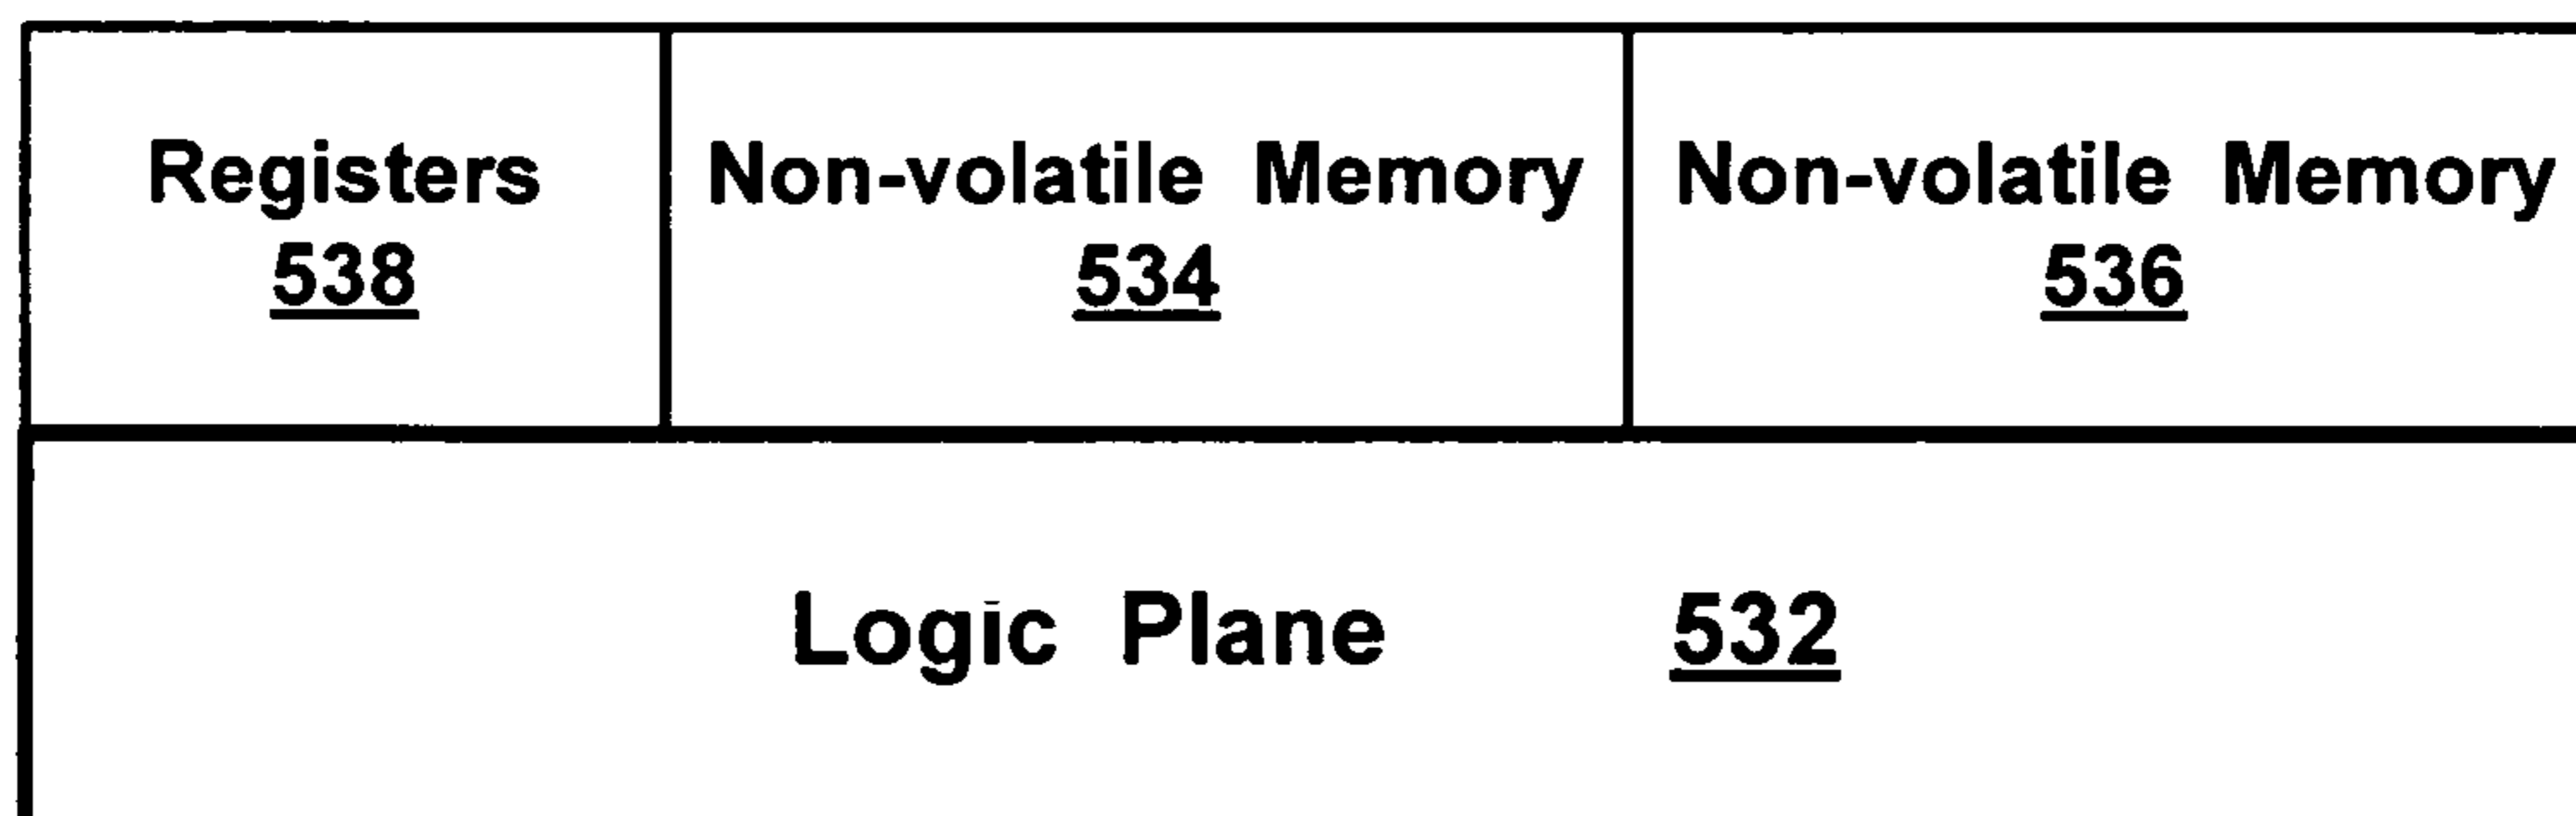 Registers
538
Non-volatile Memory
534
Non-volatile Memory
536
Logic Plane 532